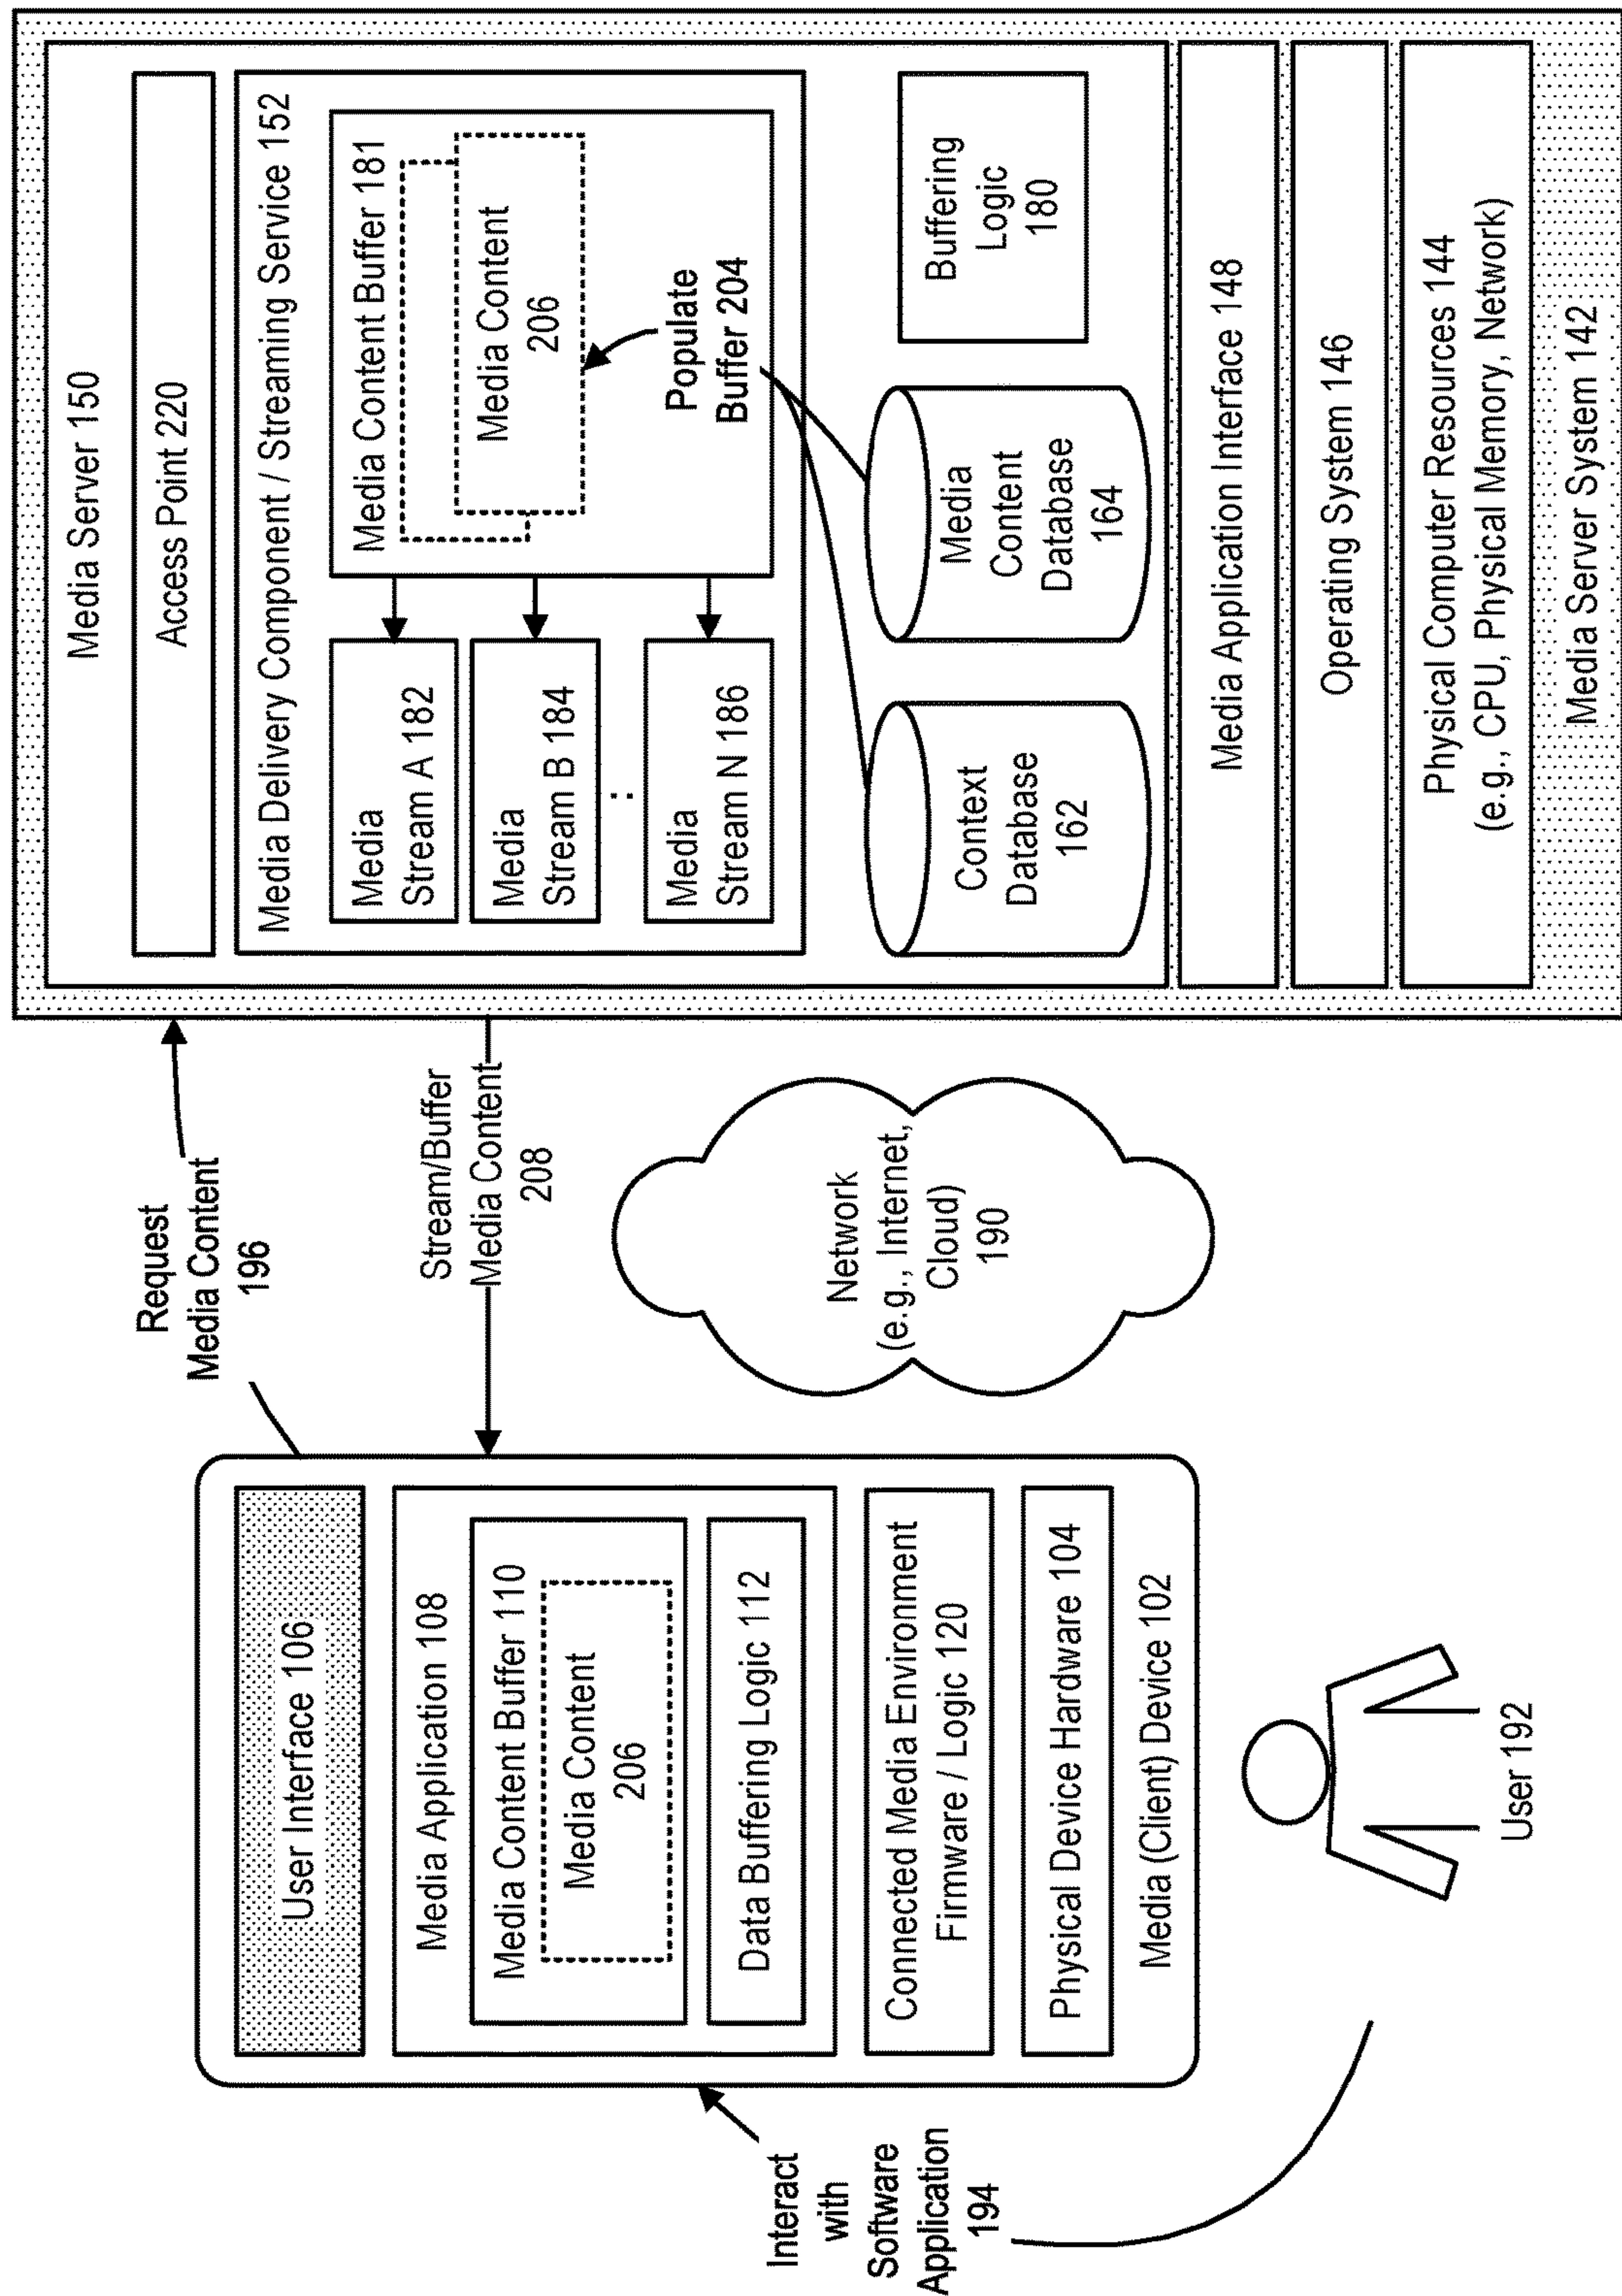 User Interface 106
Media Application 108
Media Content Buffer 110
Media Content
206
Data Buffering Logic 112
Connected Media Environment
Firmware / Logic 120
Physical Device Hardware 104
Media (Client) Device 102
Interact
with
Software
Application
194
User 192
Request
Media Content
196
Stream/Buffer
Media Content
208
Network
(e.g., Internet,
Cloud)
190
Media Server 150
Access Point 220
Media Delivery Component / Streaming Service 152
Media
Stream A 182
Media
Stream B 184
..
Media
Stream N 186
Media Content Buffer 181
Media Content
206
Populate
Buffer 204
Context
Database
162
Media
Content
Database
164
Buffering
Logic
180
Media Application Interface 148
Operating System 146
Physical Computer Resources 144
(e.g., CPU, Physical Memory, Network)
Media Server System 142